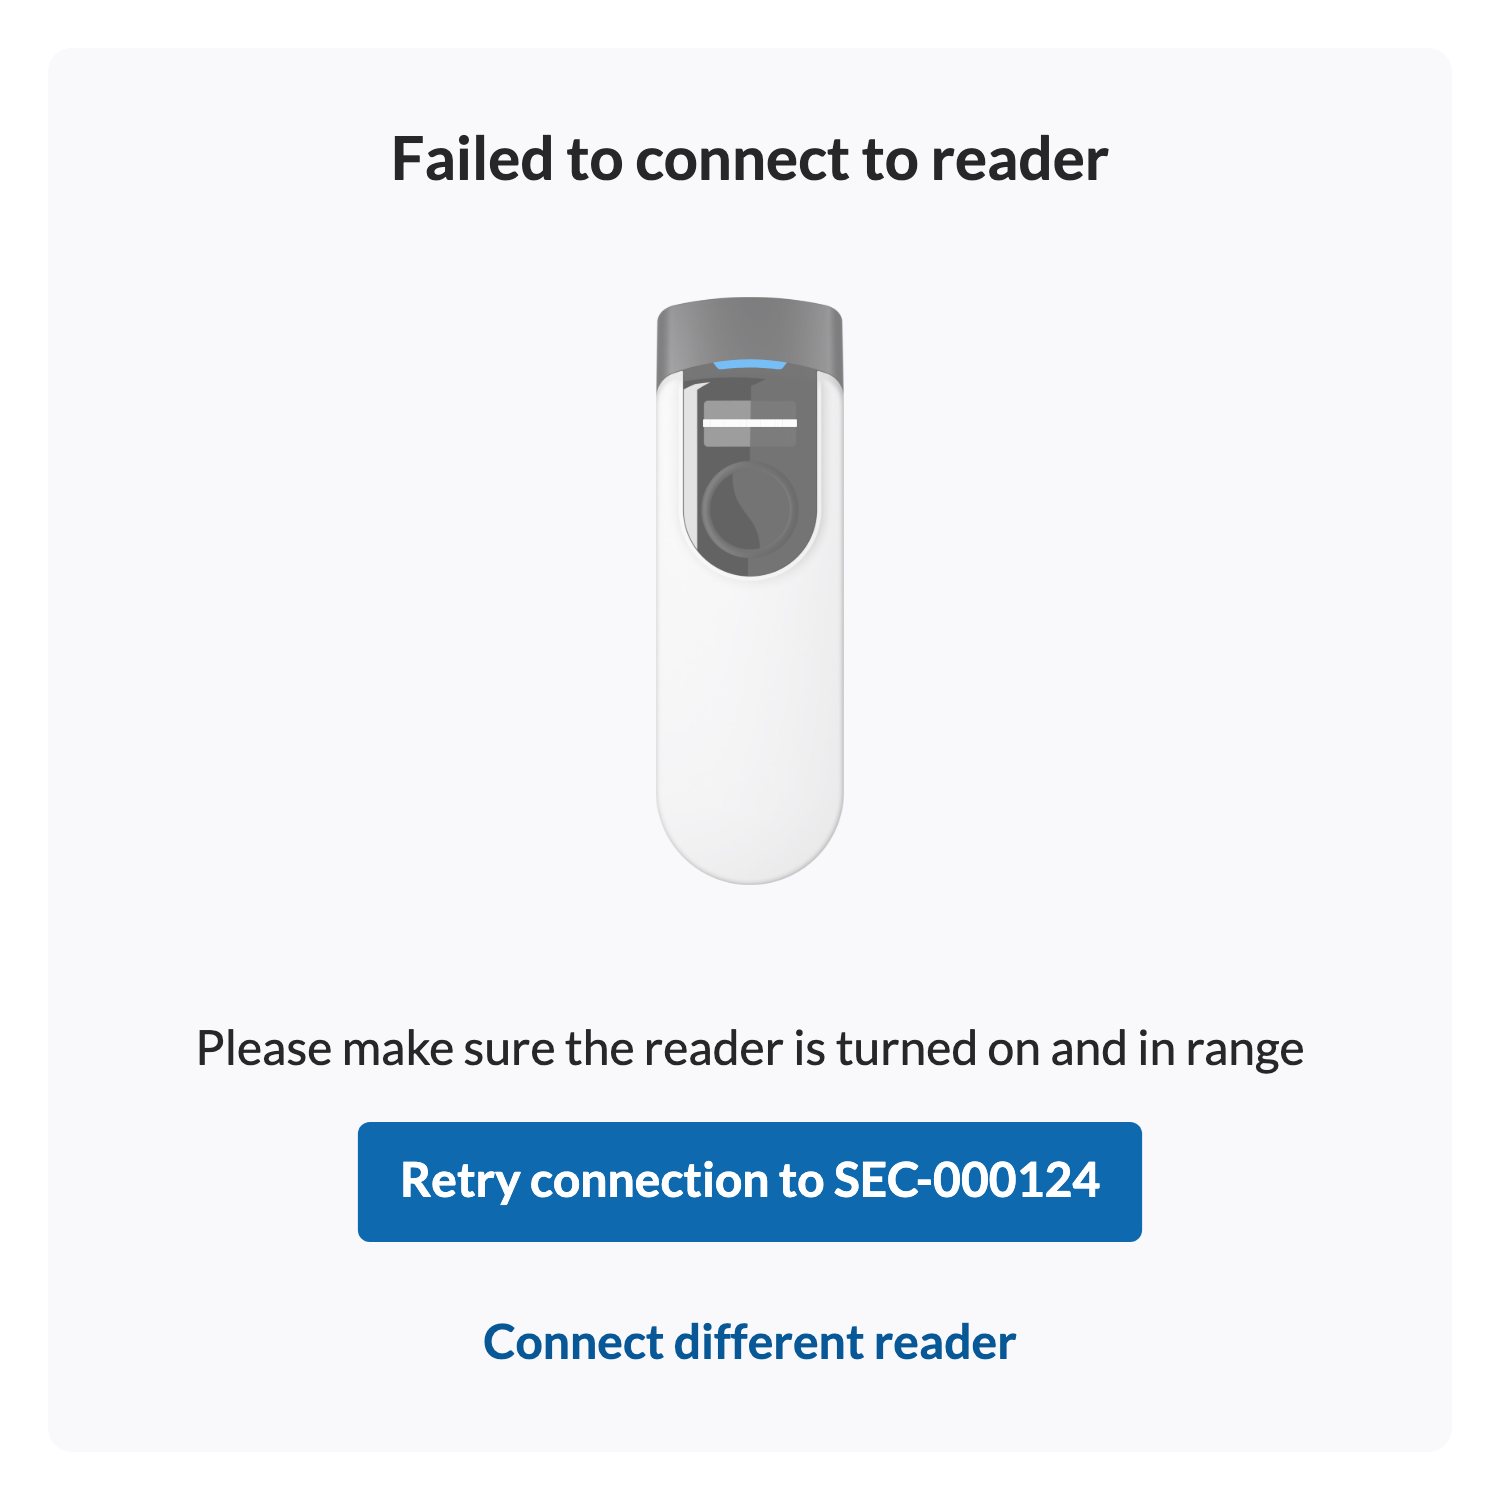 Failed to connect to reader
Please make sure the reader is turned on and in range
Retry connection to SEC-000124
Connect different reader